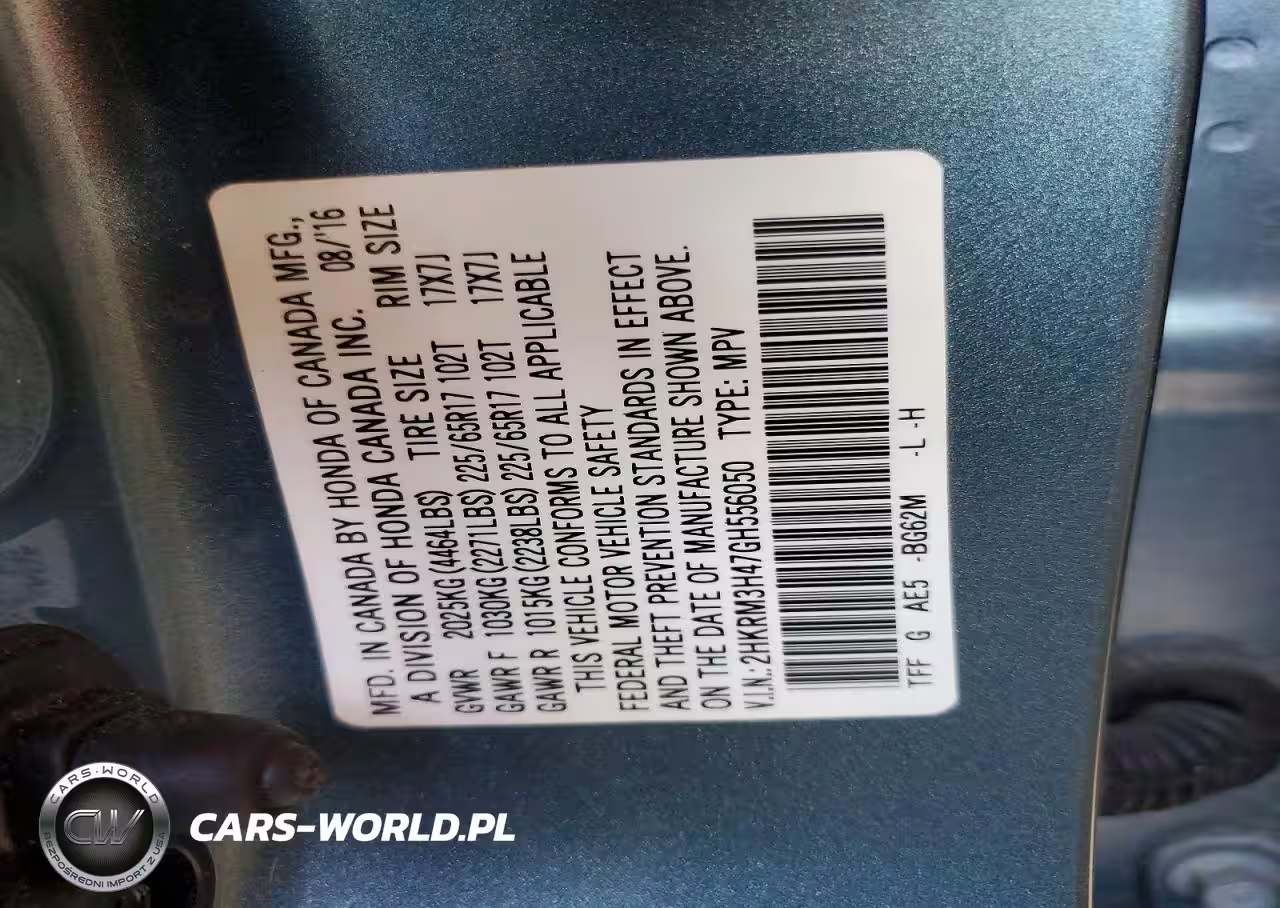 MFD. IN CANADA BY HONDA OF CANADA MFG.,
A DIVISION OF HONDA CANADA INC. 08/'16
GVWR 2025KG(4464LBS) TIRE SIZE RIM SIZE
GAWR F 1030KG(2271LBS) 225/65R17 102T 17X7J
GAWR R 1015KG(2238LBS) 225/65R17 102T 17X7J
THIS VEHICLE CONFORMS TO ALL APPLICABLE
FEDERAL MOTOR VEHICLE SAFETY
AND THEFT PREVENTION STANDARDS IN EFFECT
ON THE DATE OF MANUFACTURE SHOWN ABOVE.
V.I.N.:2HKRM3H47GH556050 TYPE: MPV
TFF G AE5 -BG62M -L -H
CARS-WORLD
CW
BEZPOŚREDNI IMPORT Z USA
CARS-WORLD.PL